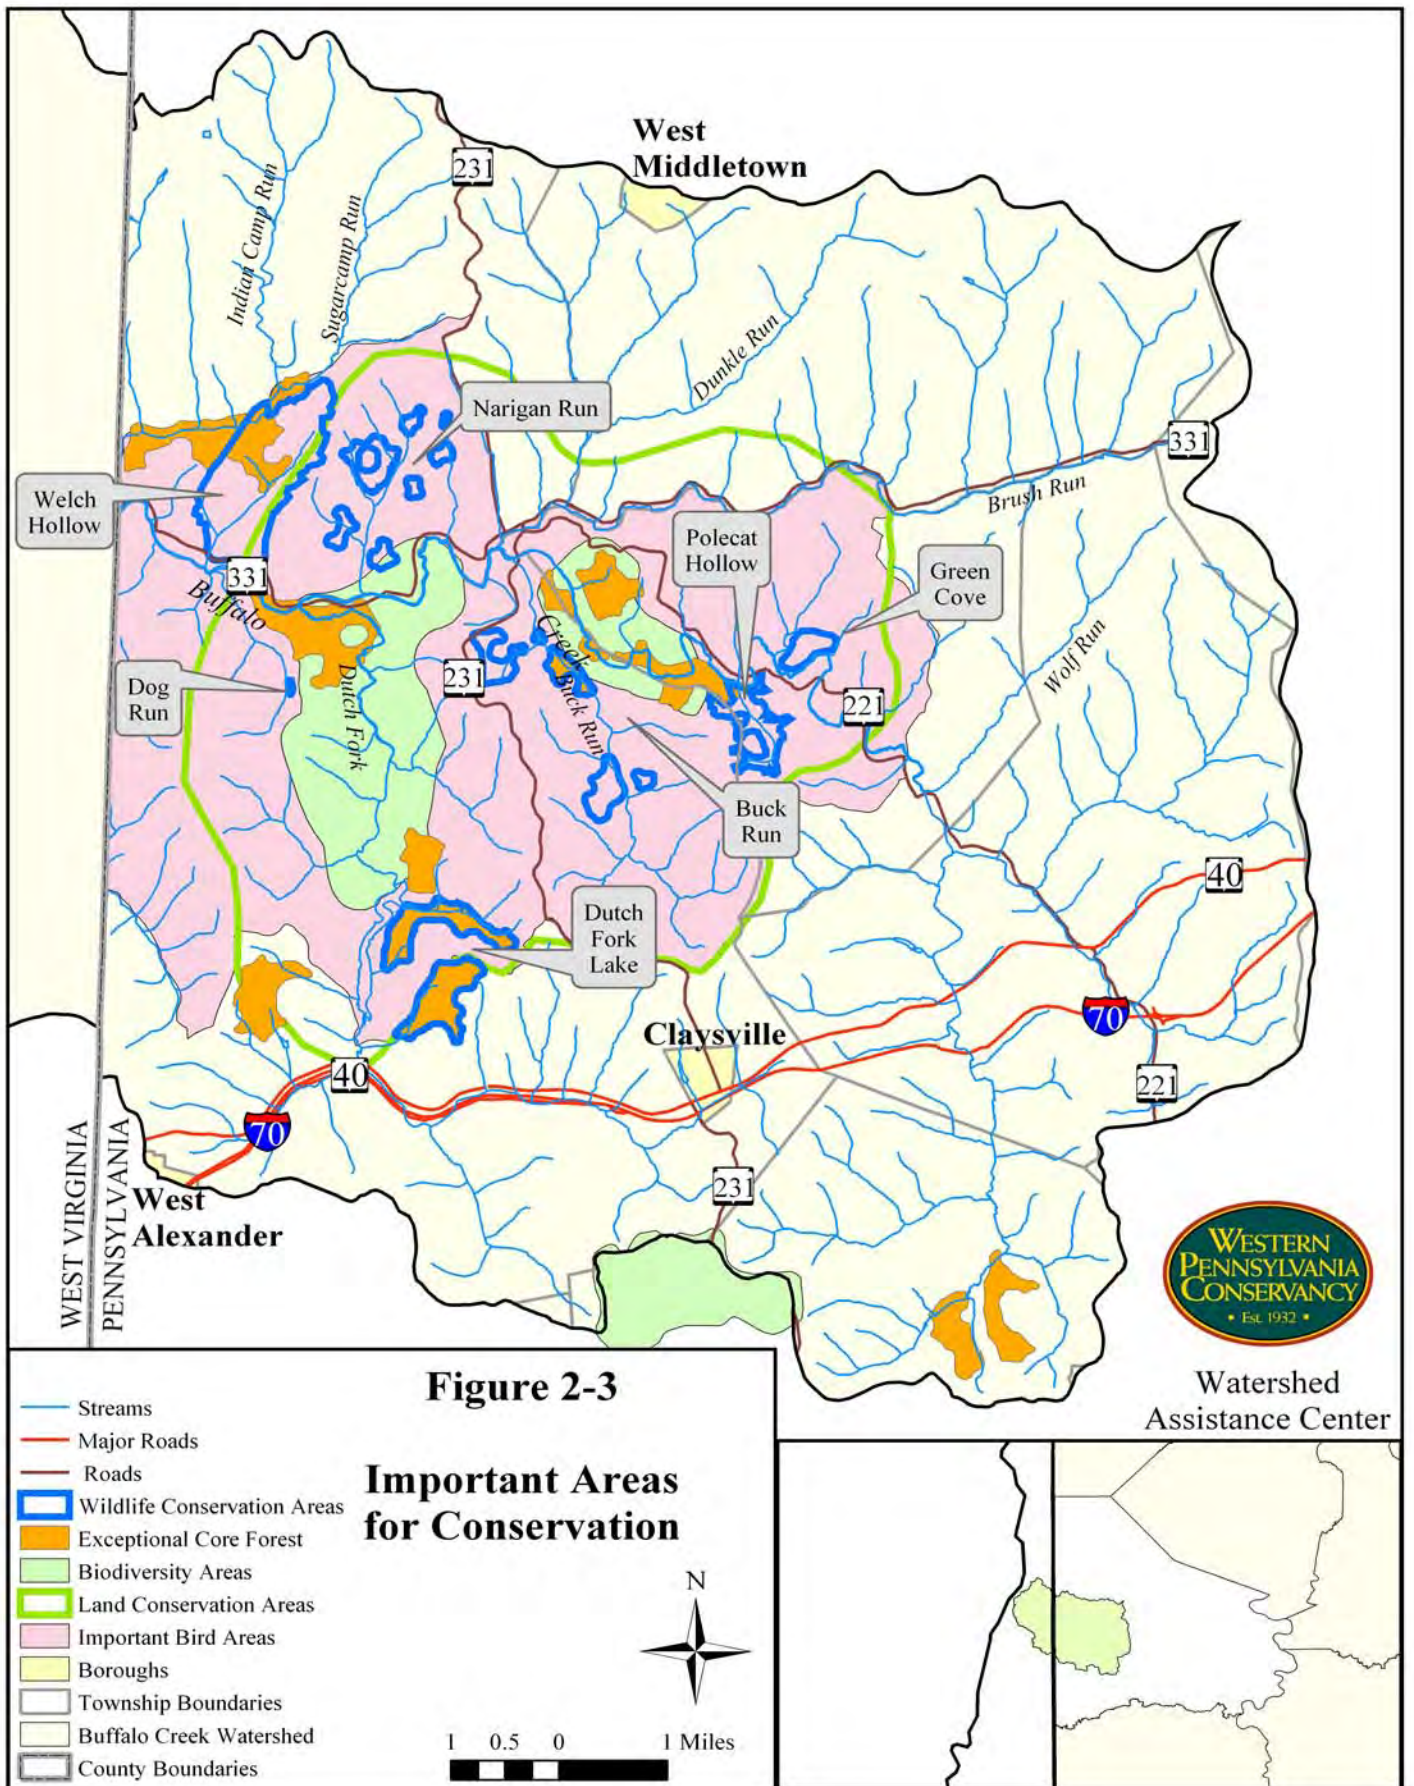 West
Middletown
231
Indian Camp Run
Sugarcamp Run
Dunkle Run
Narigan Run
331
Welch
Hollow
Brush Run
Polecat
Hollow
Green
Cove
331
Buffalo
Creek
Wolf Run
Dog
Run
Dutch Fork
231
Buck Run
221
Buck
Run
40
Dutch
Fork
Lake
70
Claysville
40
221
70
WEST VIRGINIA
PENNSYLVANIA
West
Alexander
231
WESTERN
PENNSYLVANIA
CONSERVANCY
• Est. 1932 •
Watershed
Assistance Center
Figure 2-3
Important Areas
for Conservation
Streams
Major Roads
Roads
Wildlife Conservation Areas
Exceptional Core Forest
Biodiversity Areas
Land Conservation Areas
Important Bird Areas
Boroughs
Township Boundaries
Buffalo Creek Watershed
County Boundaries
N
1 0.5 0 1 Miles